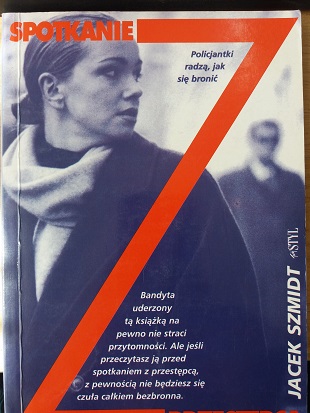 SPOTKANIE
Z
Policjantki
radzą, jak
się bronić
Bandyta
uderzony
tą książką na
pewno nie straci
przytomności. Ale jeśli
przeczytasz ją przed
spotkaniem z przestępcą,
z pewnością nie będziesz się
czuła całkiem bezbronna.
JACEK SZMIDT
STYL